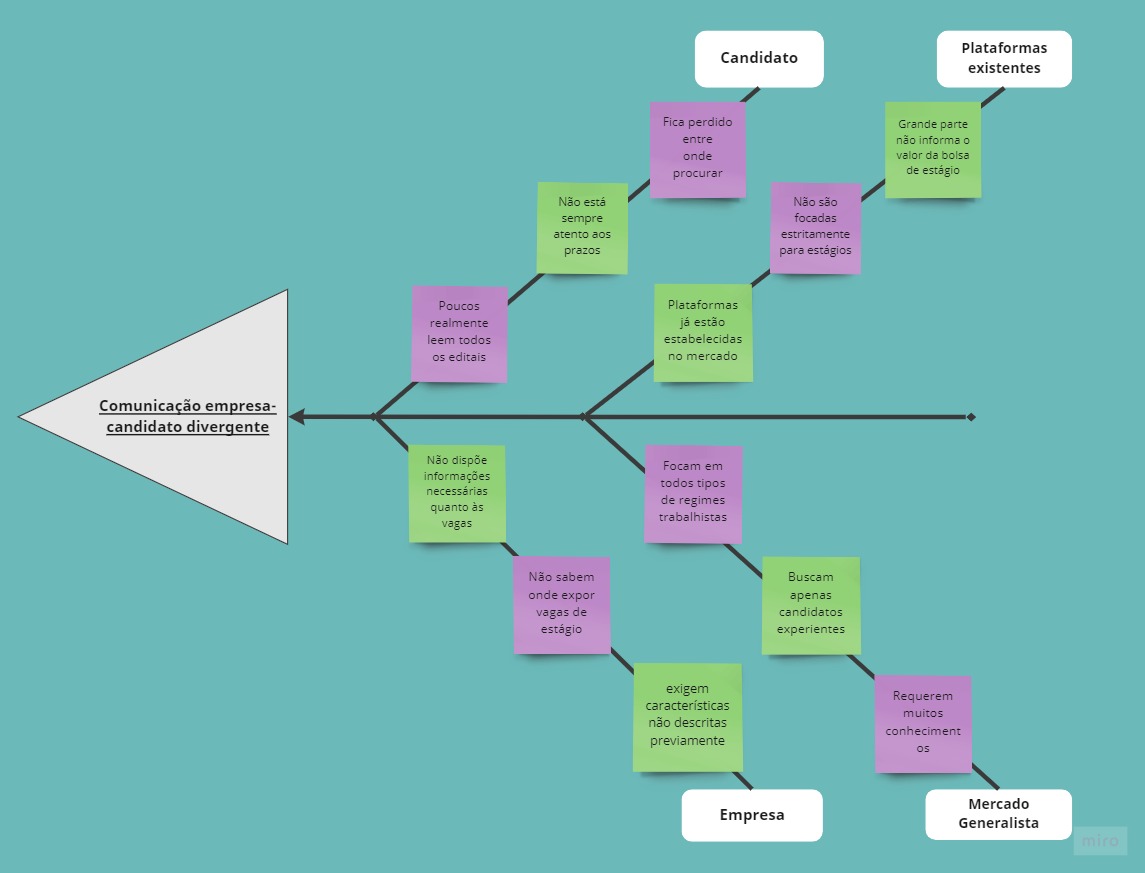 Candidato
Plataformas
existentes
Fica perdido
entre
onde
procurar
Grande parte
não informa o
valor da bolsa
de estágio
Não está
sempre
atento aos
prazos
Não são
focadas
estritamente
para estágios
Poucos
realmente
leem todos
os editais
Plataformas
já estão
estabelecidas
no mercado
Comunicação empresa-
candidato divergente
Não dispõe
informações
necessárias
quanto às
vagas
Focam em
todos tipos
de regimes
trabalhistas
Não sabem
onde expor
vagas de
estágio
Buscam
apenas
candidatos
experientes
exigem
características
não descritas
previamente
Requerem
muitos
conheciment
os
Empresa
Mercado
Generalista
miro